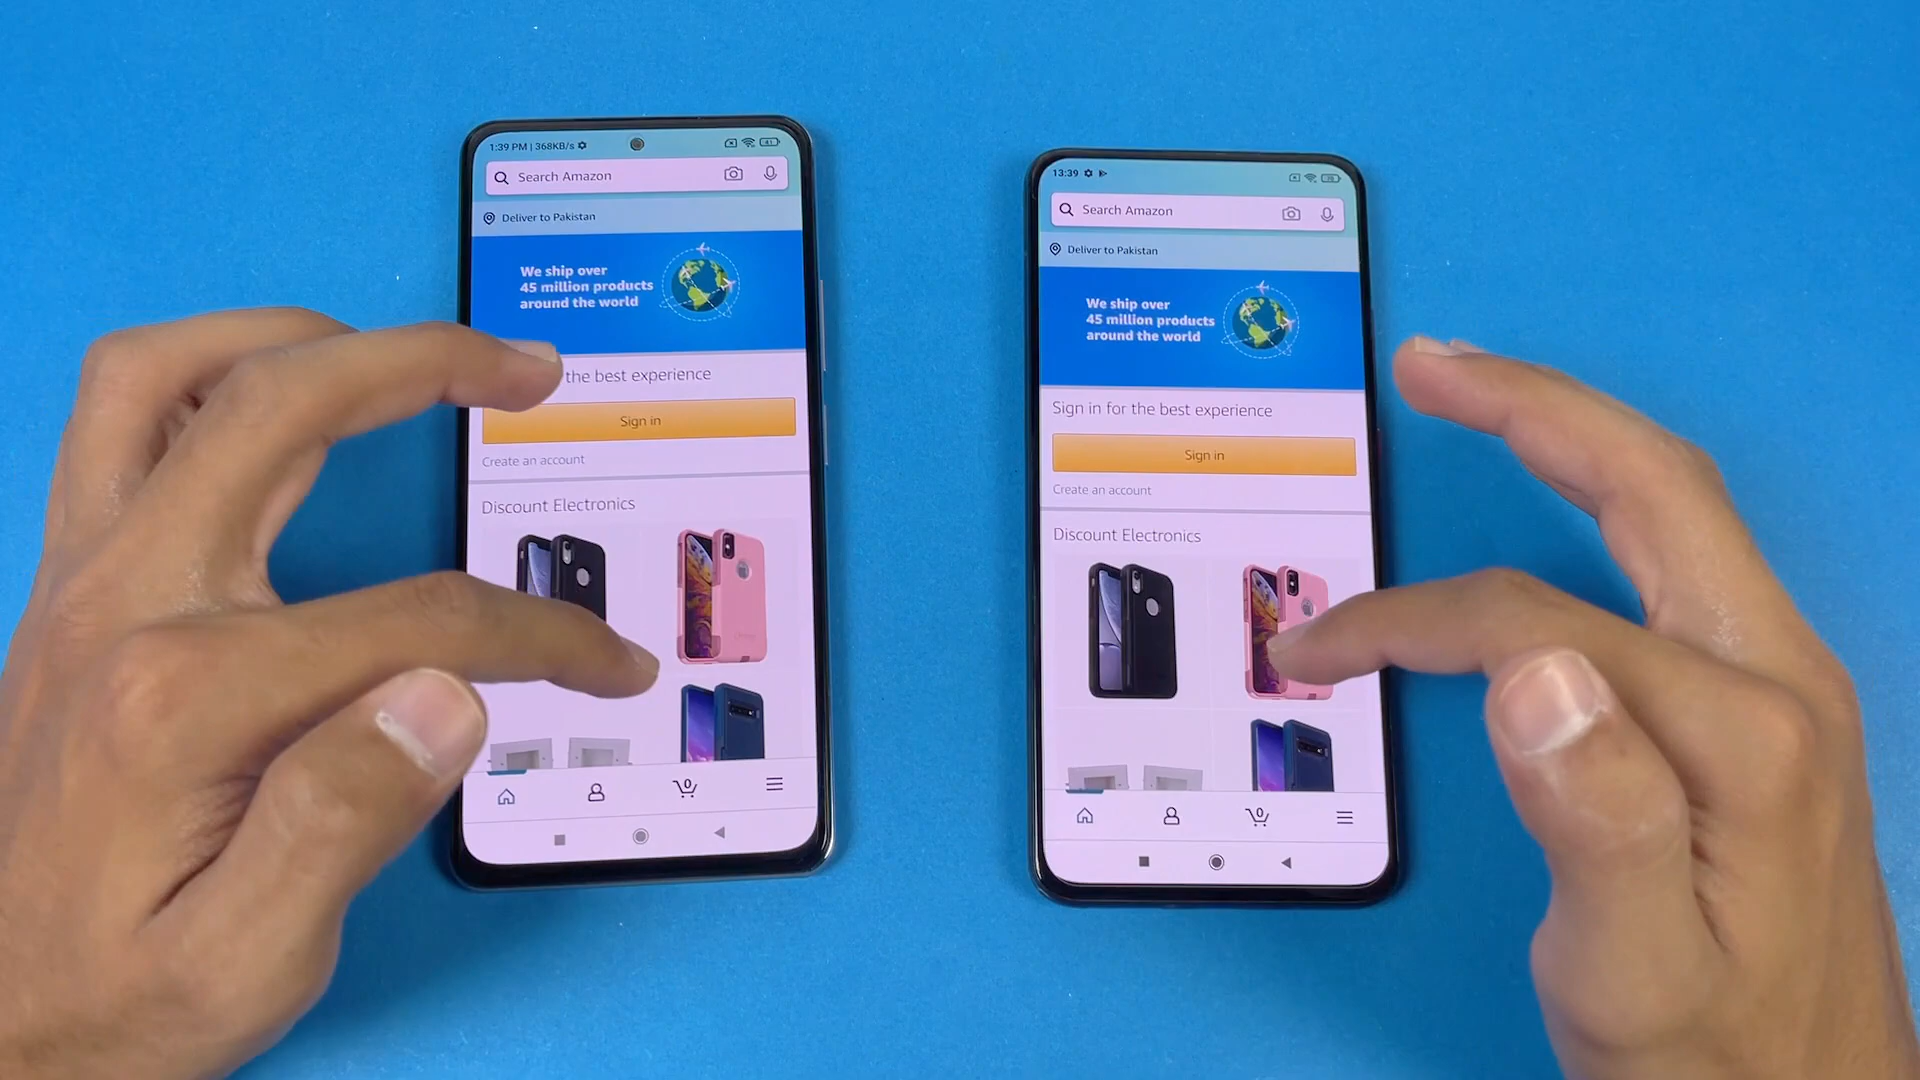 1:39 PM | 368KB/s
81
Search Amazon
Deliver to Pakistan
We ship over
45 million products
around the world
the best experience
Sign in
Create an account
Discount Electronics
0
13:39
Search Amazon
Deliver to Pakistan
We ship over
45 million products
around the world
Sign in for the best experience
Sign in
Create an account
Discount Electronics
0